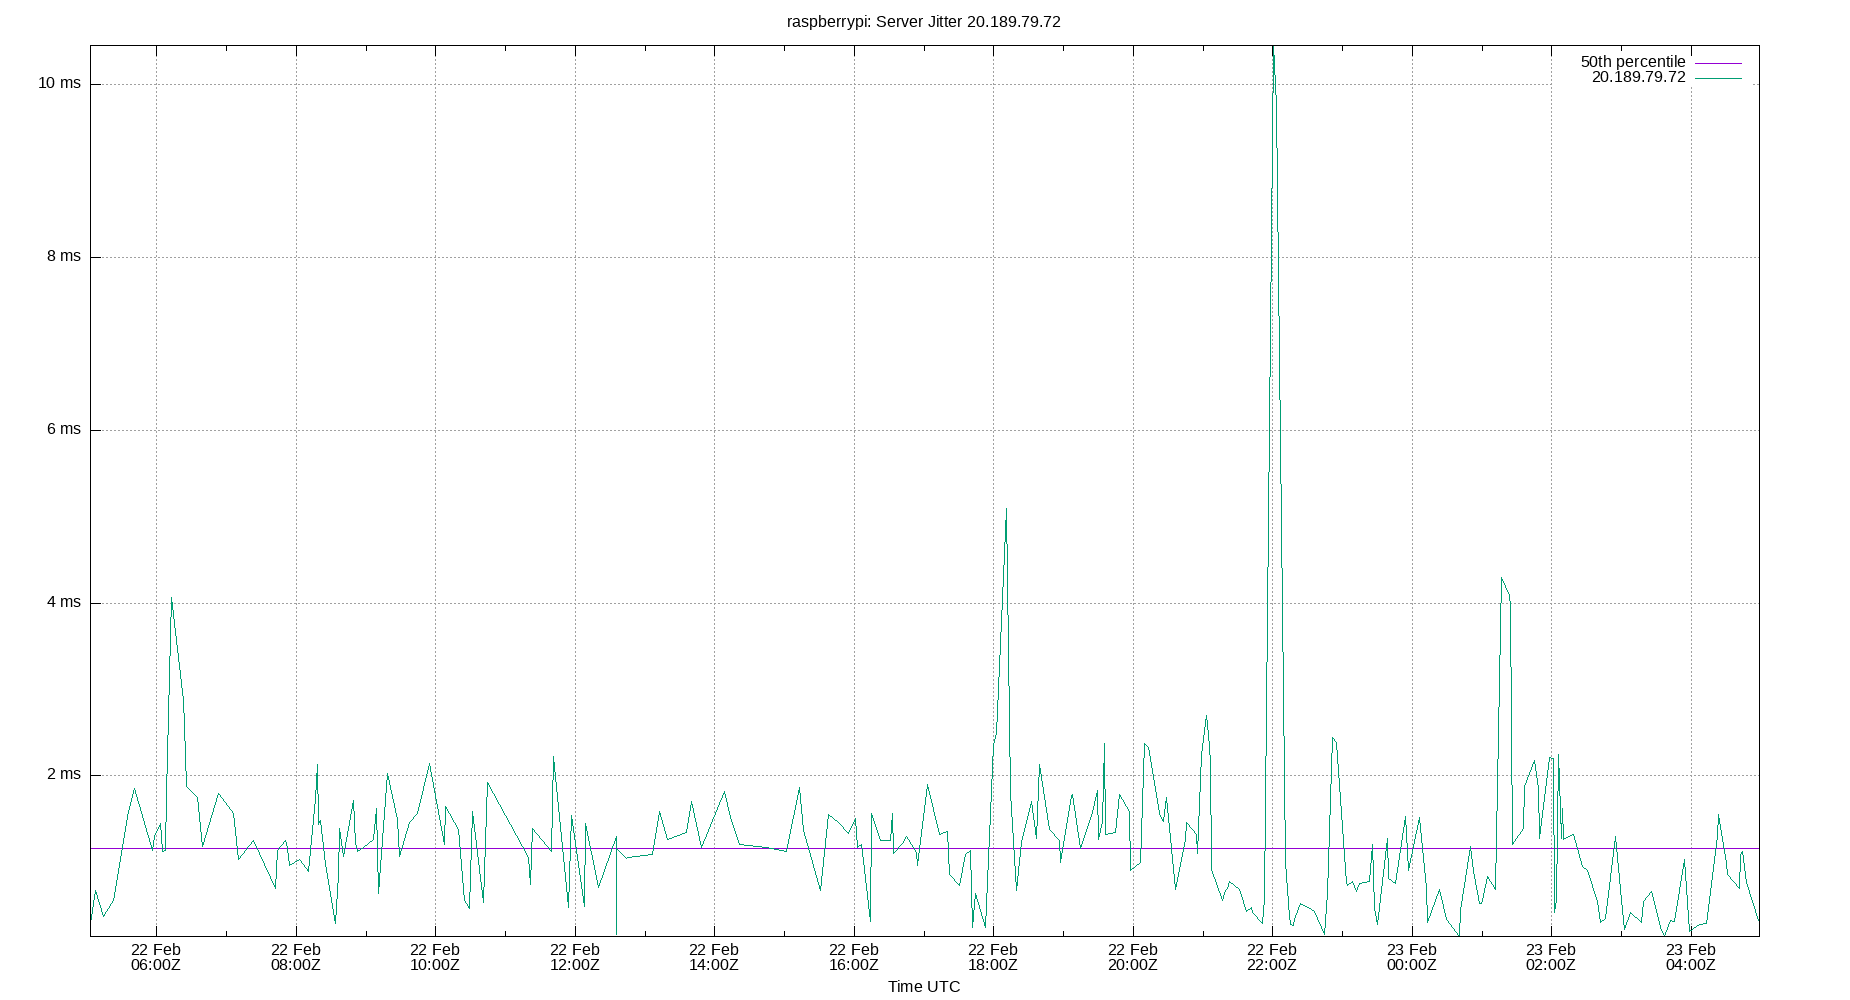 raspberrypi: Server Jitter 20.189.79.72
50th percentile
20.189.79.72
10 ms
8 ms
6 ms
4 ms
2 ms
22 Feb 22 Feb 22 Feb 22 Feb 22 Feb 22 Feb 22 Feb 22 Feb 22 Feb 23 Feb 23 Feb 23 Feb
06:00Z 08:00Z 10:00Z 12:00Z 14:00Z 16:00Z 18:00Z 20:00Z 22:00Z 00:00Z 02:00Z 04:00Z
Time UTC